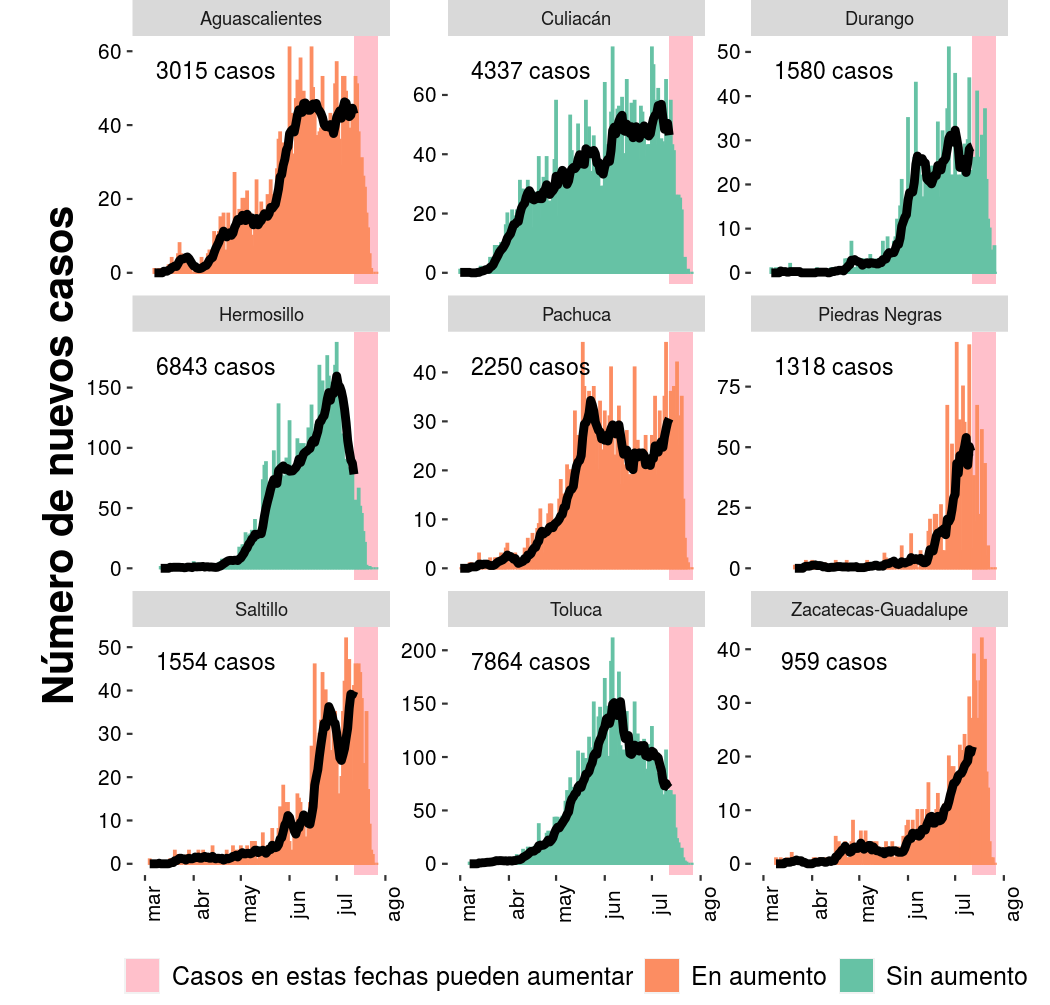 Número de nuevos casos
Aguascalientes
3015 casos
60
40
20
0
Culiacán
4337 casos
60
40
20
0
Durango
1580 casos
50
40
30
20
10
0
Hermosillo
6843 casos
150
100
50
0
Pachuca
2250 casos
40
30
20
10
0
Piedras Negras
1318 casos
75
50
25
0
Saltillo
1554 casos
50
40
30
20
10
0
Toluca
7864 casos
200
150
100
50
0
Zacatecas-Guadalupe
959 casos
40
30
20
10
0
mar abr may jun jul ago
mar abr may jun jul ago
mar abr may jun jul ago
Casos en estas fechas pueden aumentar En aumento Sin aumento